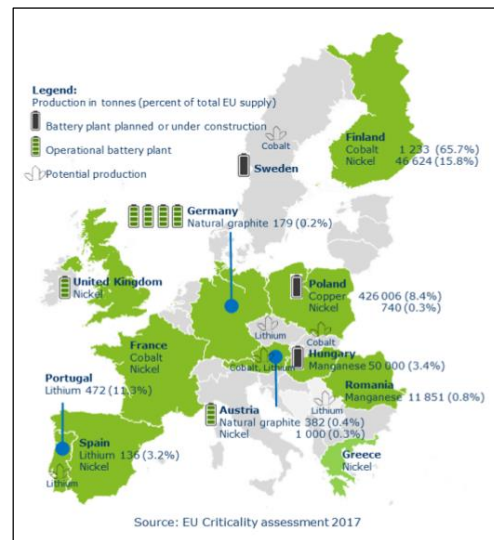 Legend:
Production in tonnes (percent of total EU supply)
Battery plant planned or under construction
Operational battery plant
Potential production
Finland
Cobalt 1 233 (65.7%)
Nickel 46 624 (15.8%)
Cobalt
Sweden
Germany
Natural graphite 179 (0.2%)
United Kingdom
Nickel
Poland
Copper 426 006 (8.4%)
Nickel 740 (0.3%)
Lithium
Cobalt
France
Cobalt
Nickel
Cobalt, Lithium
Hungary
Manganese 50 000 (3.4%)
Portugal
Lithium 472 (11.3%)
Romania
Manganese 11 851 (0.8%)
Lithium
Austria
Natural graphite 382 (0.4%)
Nickel 1 000 (0.3%)
Spain
Lithium 136 (3.2%)
Nickel
Lithium
Greece
Nickel
Source: EU Criticality assessment 2017